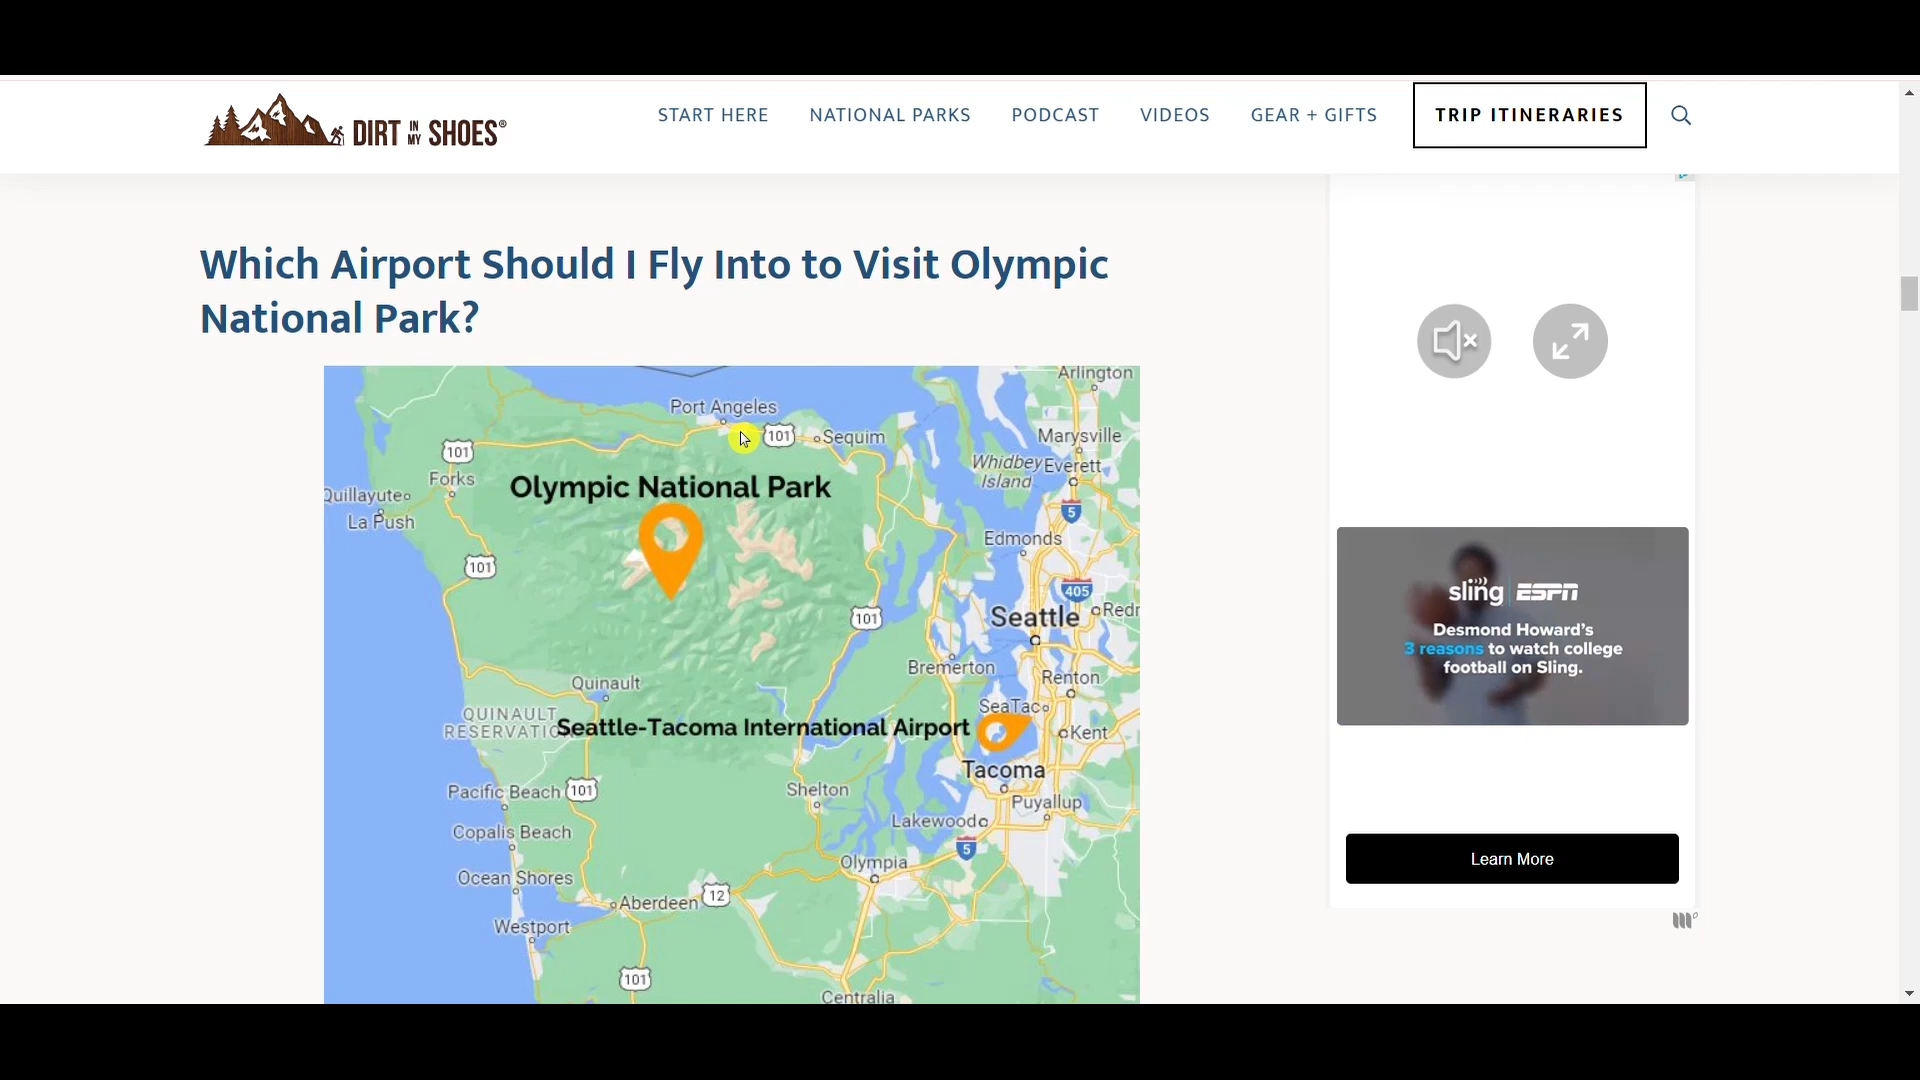 DIRT IN MY SHOES®
START HERE
NATIONAL PARKS
PODCAST
VIDEOS
GEAR + GIFTS
TRIP ITINERARIES
Which Airport Should I Fly Into to Visit Olympic
National Park?
Arlington
Port Angeles
101
Sequim
Marysville
101
Whidbey
Island
Everett
Forks
Olympic National Park
Quillayute
La Push
5
Edmonds
101
405
101
Seattle
Redr
Bremerton
Renton
Quinault
SeaTac
QUINAULT
RESERVATIO
Seattle-Tacoma International Airport
Kent
Tacoma
Pacific Beach
101
Shelton
Puyallup
Lakewood
Copalis Beach
5
Olympia
Ocean Shores
Aberdeen
12
Westport
101
Centralia
sling ESPN
Desmond Howard's
3 reasons to watch college
football on Sling.
Learn More